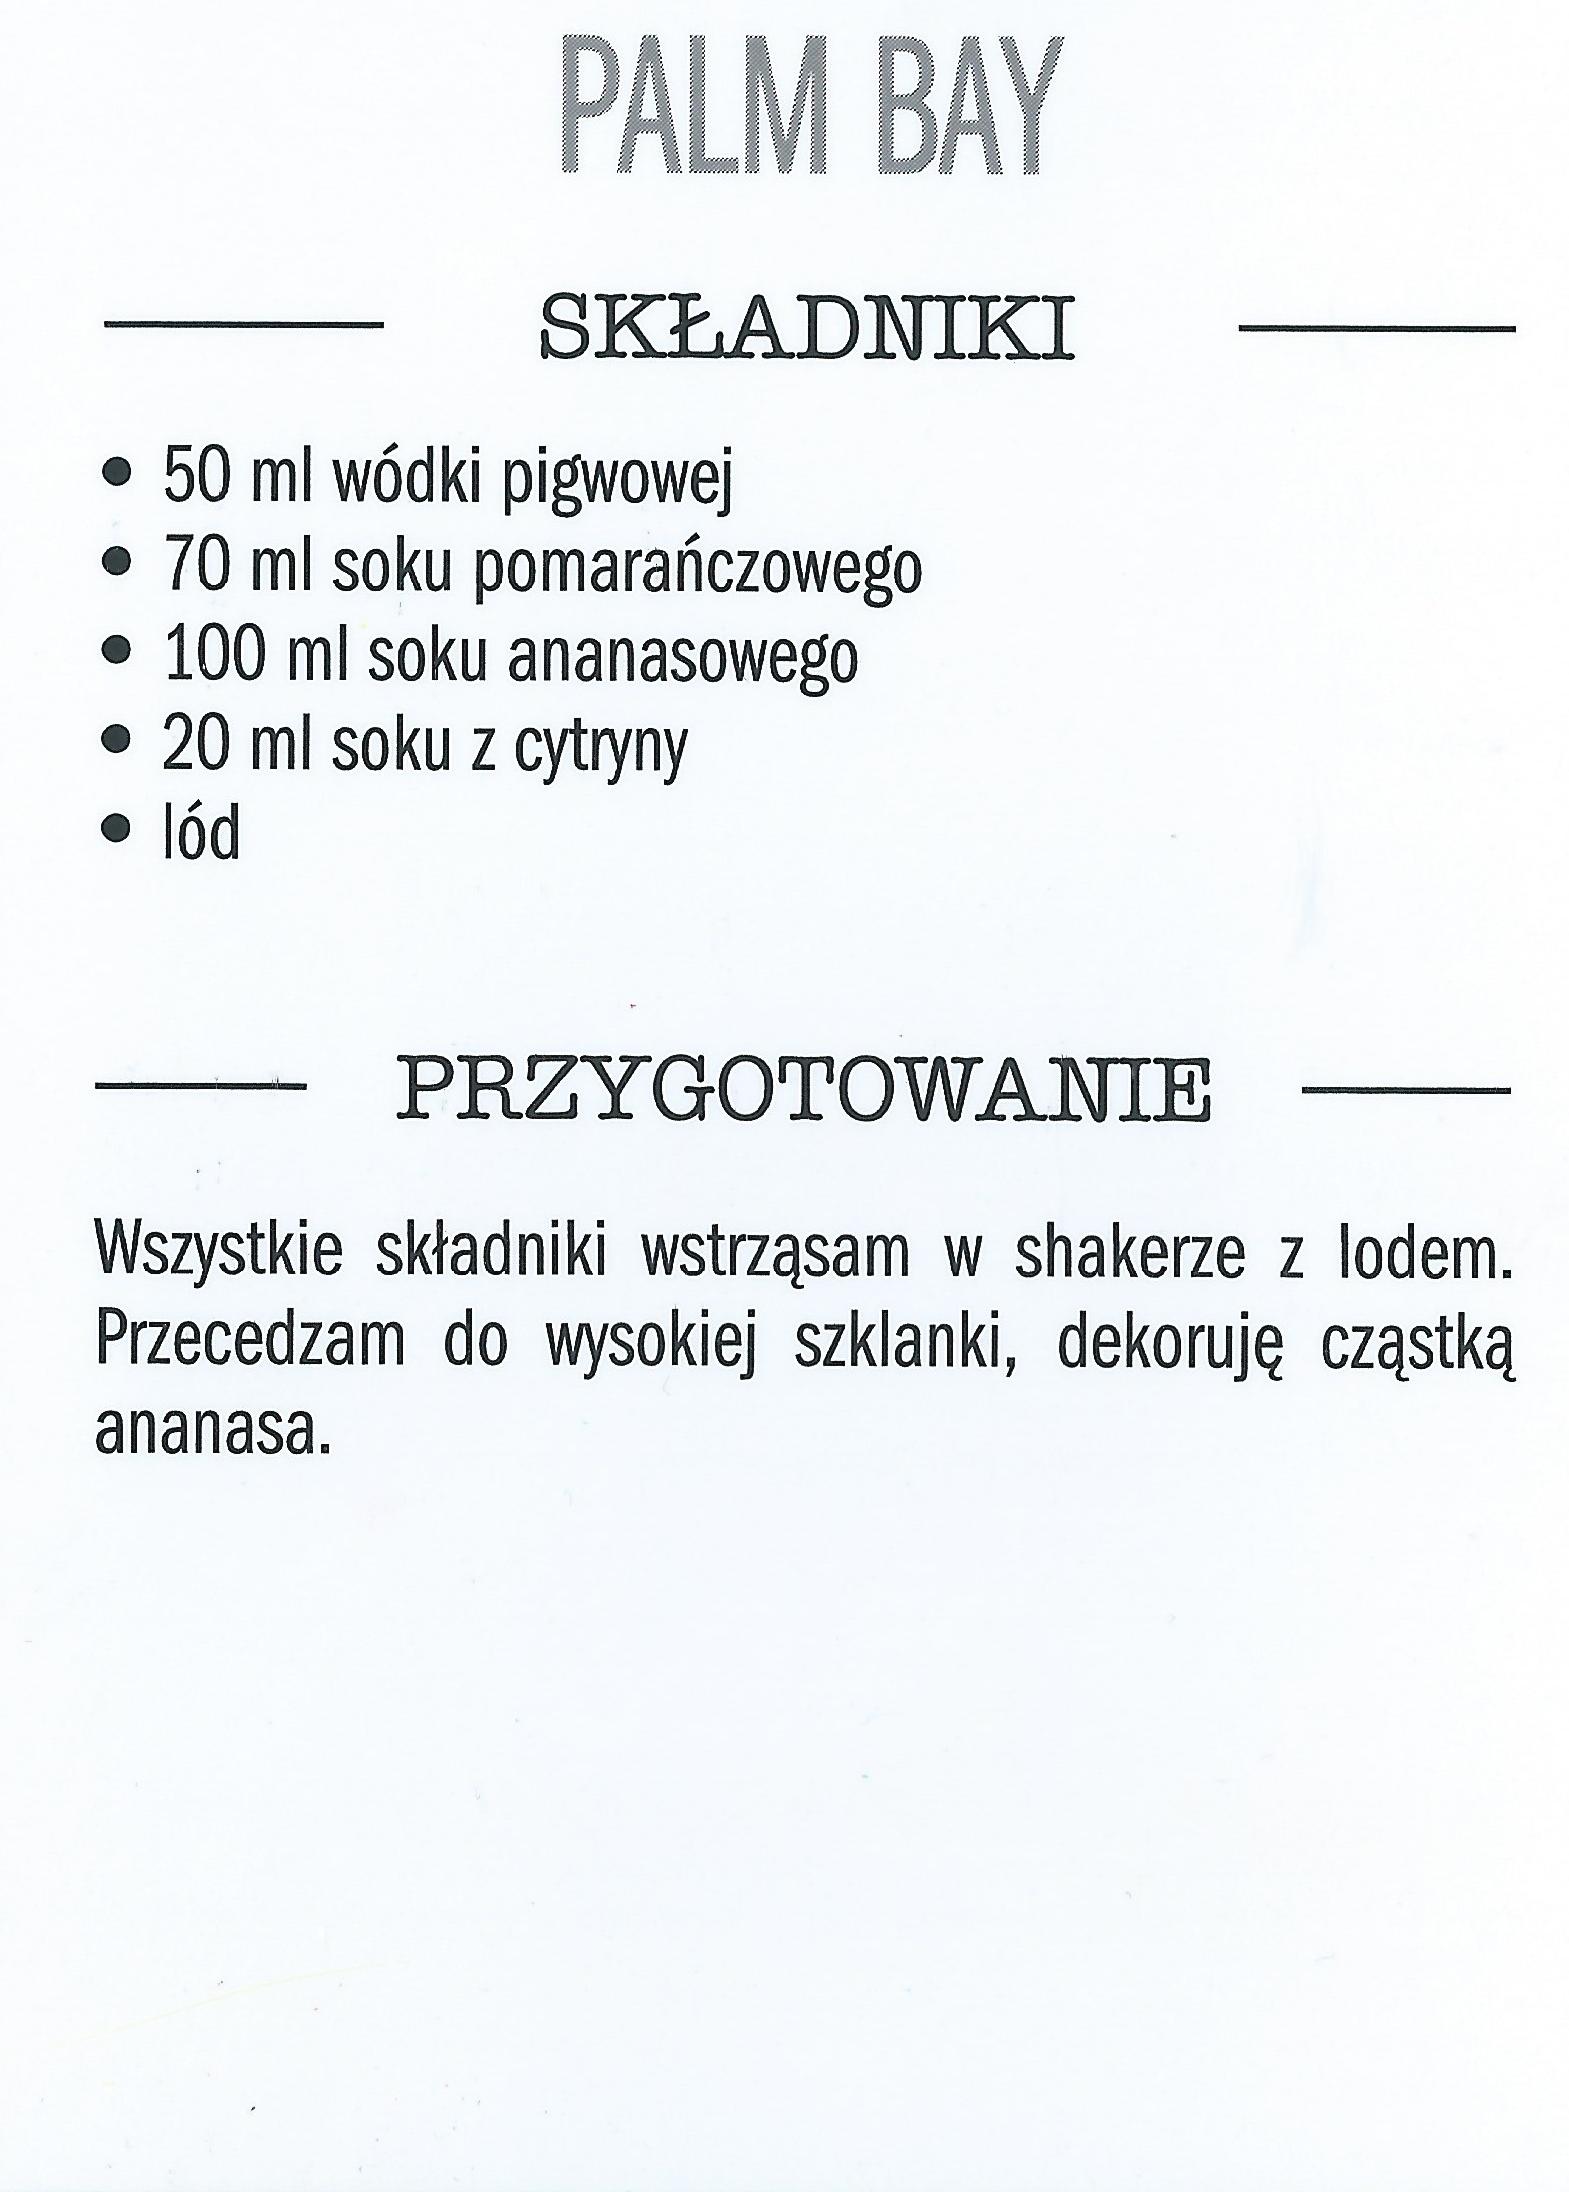 PALM BAY
SKŁADNIKI
• 50 ml wódki pigwowej
• 70 ml soku pomarańczowego
• 100 ml soku ananasowego
• 20 ml soku z cytryny
• lód
PRZYGOTOWANIE
Wszystkie składniki wstrząsam w shakerze z lodem.
Przecedzam do wysokiej szklanki, dekoruję cząstką
ananasa.